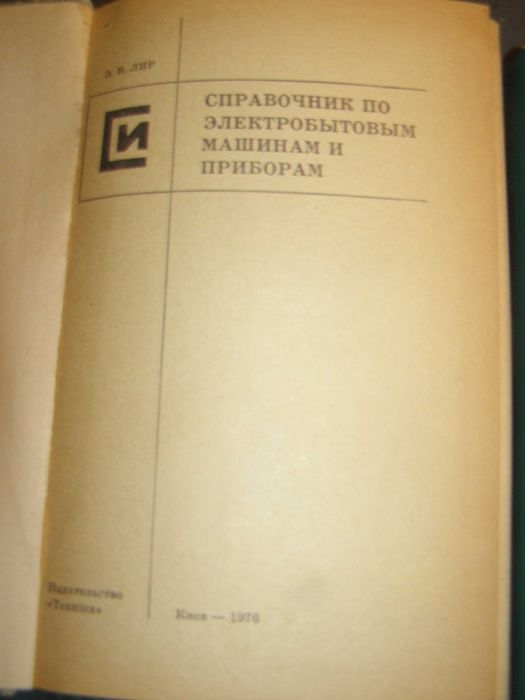 Э. В. ЛИР
СИ
СПРАВОЧНИК ПО
ЭЛЕКТРОБЫТОВЫМ
МАШИНАМ И
ПРИБОРАМ
Издательство
«Техніка»
Киев — 1976